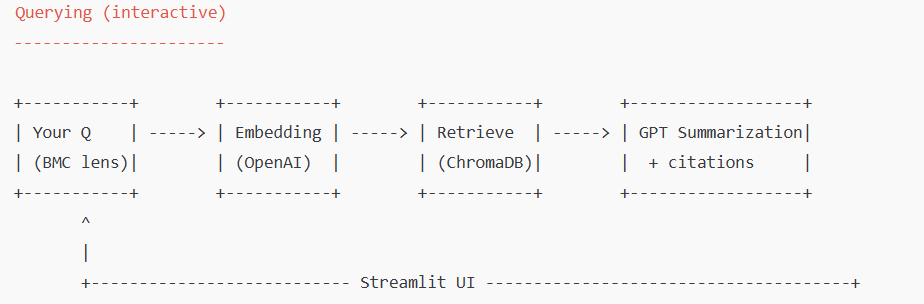 Querying (interactive)
----------------------
+-----------+        +-----------+        +-----------+        +------------------+
| Your Q    | -----> | Embedding | -----> | Retrieve  | -----> | GPT Summarization|
| (BMC lens)|        | (OpenAI)  |        | (ChromaDB)|        |  + citations     |
+-----------+        +-----------+        +-----------+        +------------------+
       ^
       |
       +--------------------------- Streamlit UI --------------------------------------+